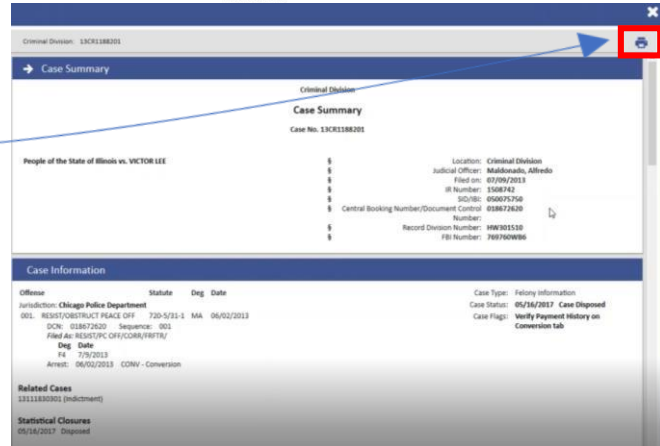 Criminal Division: 13CR1188201
→ Case Summary
Criminal Division
Case Summary
Case No. 13CR1188201
People of the State of Illinois vs. VICTOR LEE
§ Location: Criminal Division
§ Judicial Officer: Maldonado, Alfredo
§ Filed on: 07/09/2013
§ IR Number: 1508742
§ SID/ISI: 050075750
§ Central Booking Number/Document Control Number: 018672620
§ Record Division Number: HW301510
§ FBI Number: 769760WB6
Case Information
Offense Statute Deg Date
Jurisdiction: Chicago Police Department
001. RESIST/OBSTRUCT PEACE OFF 720-5/31-1 MA 06/02/2013
DCN: 018672620 Sequence: 001
Filed As: RESIST/PC OFF/CORR/FRFTR/
Deg Date
F4 7/9/2013
Arrest: 06/02/2013 CONV - Conversion
Case Type: Felony Information
Case Status: 05/16/2017 Case Disposed
Case Flags: Verify Payment History on
Conversion tab
Related Cases
13111830301 (Indictment)
Statistical Closures
05/16/2017 Disposed